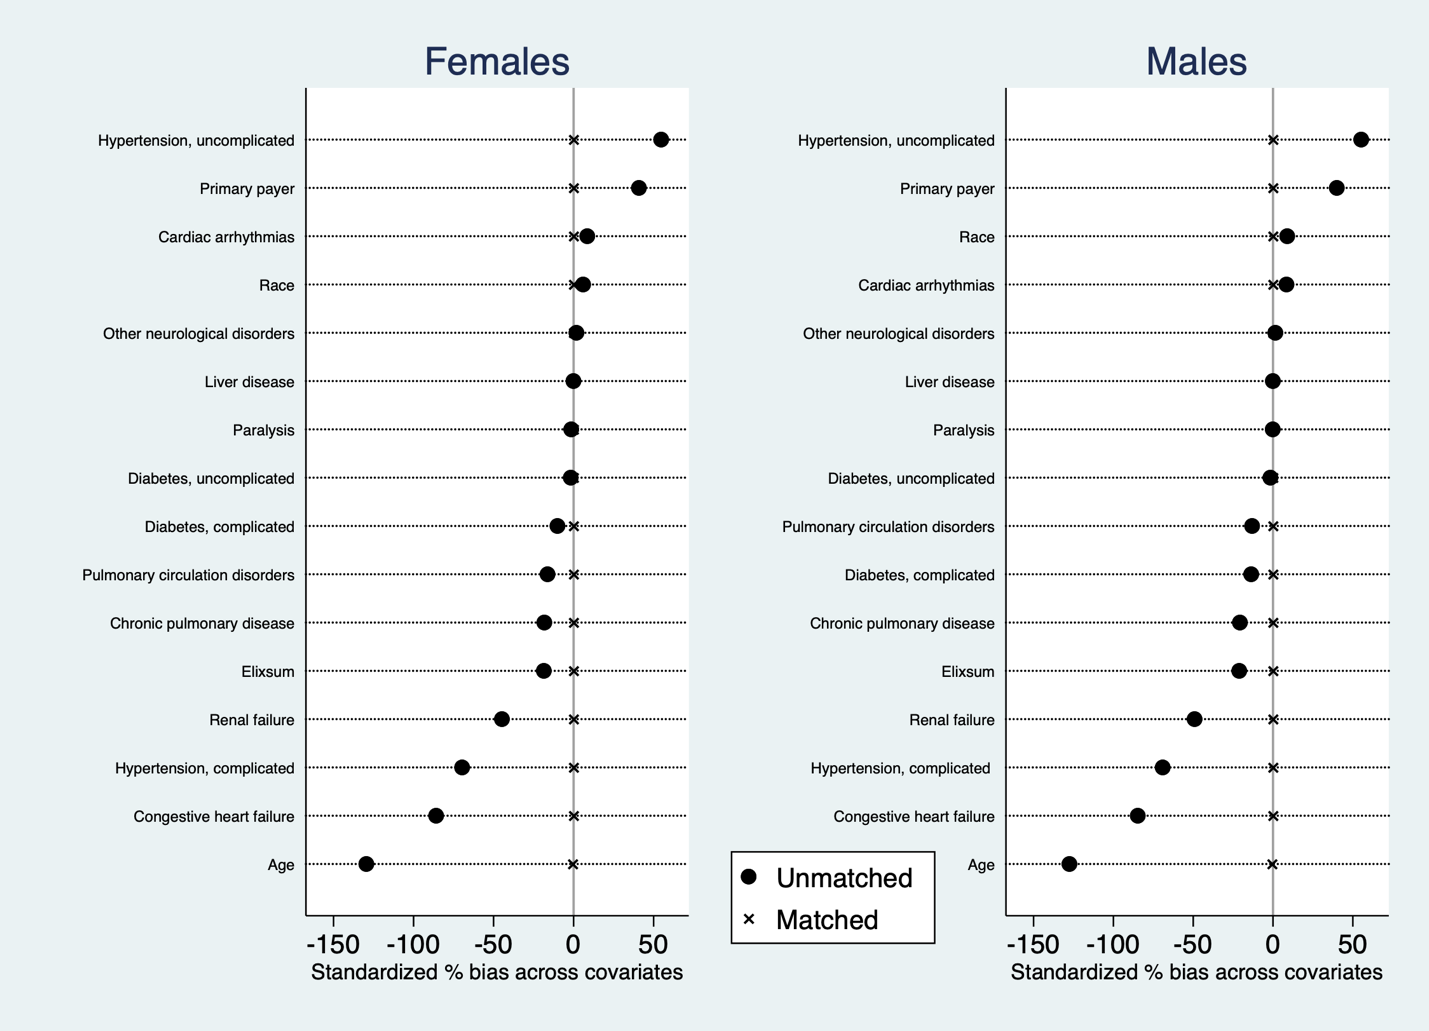 Females
Hypertension, uncomplicated
Primary payer
Cardiac arrhythmias
Race
Other neurological disorders
Liver disease
Paralysis
Diabetes, uncomplicated
Diabetes, complicated
Pulmonary circulation disorders
Chronic pulmonary disease
Elixsum
Renal failure
Hypertension, complicated
Congestive heart failure
Age
-150 -100 -50 0 50
Standardized % bias across covariates
Males
Hypertension, uncomplicated
Primary payer
Race
Cardiac arrhythmias
Other neurological disorders
Liver disease
Paralysis
Diabetes, uncomplicated
Pulmonary circulation disorders
Diabetes, complicated
Chronic pulmonary disease
Elixsum
Renal failure
Hypertension, complicated
Congestive heart failure
Age
-150 -100 -50 0 50
Standardized % bias across covariates
Unmatched
Matched